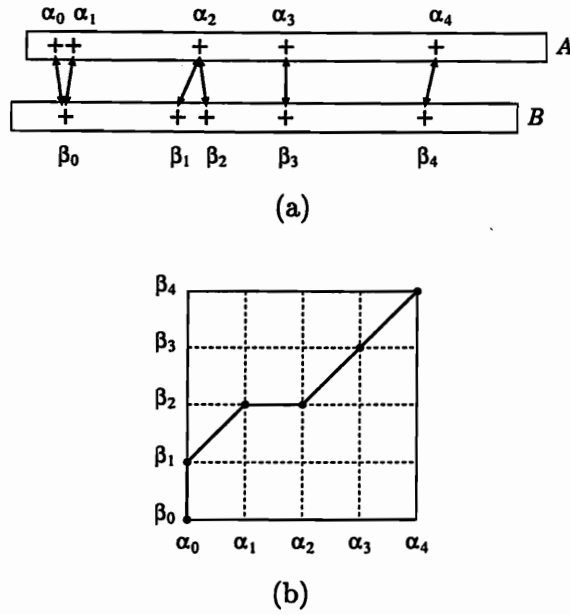 α₀ α₁ α₂ α₃ α₄
A
B
β₀ β₁ β₂ β₃ β₄
(a)
β₄
β₃
β₂
β₁
β₀
α₀ α₁ α₂ α₃ α₄
(b)